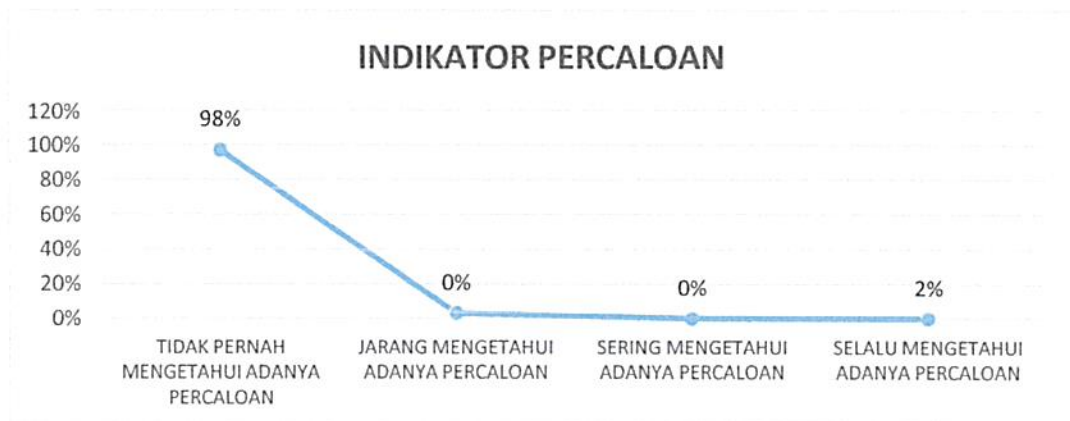 INDIKATOR PERCALOAN
120%
100%
80%
60%
40%
20%
0%
98%
0%
0%
2%
TIDAK PERNAH
MENGETAHUI ADANYA
PERCALOAN
JARANG MENGETAHUI
ADANYA PERCALOAN
SERING MENGETAHUI
ADANYA PERCALOAN
SELALU MENGETAHUI
ADANYA PERCALOAN